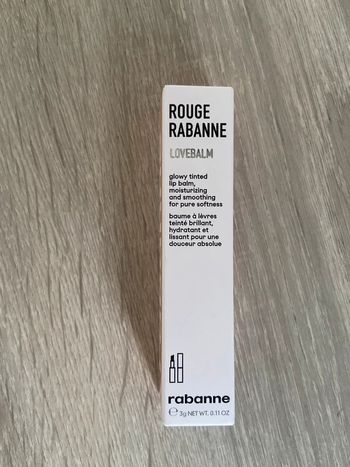 ROUGE
RABANNE
LOVEBALM
glowy tinted
lip balm,
moisturizing
and smoothing
for pure softness
baume à lèvres
teinté brillant,
hydratant et
lissant pour une
douceur absolue
rabanne
℮ 3g NET WT. 0.11 OZ